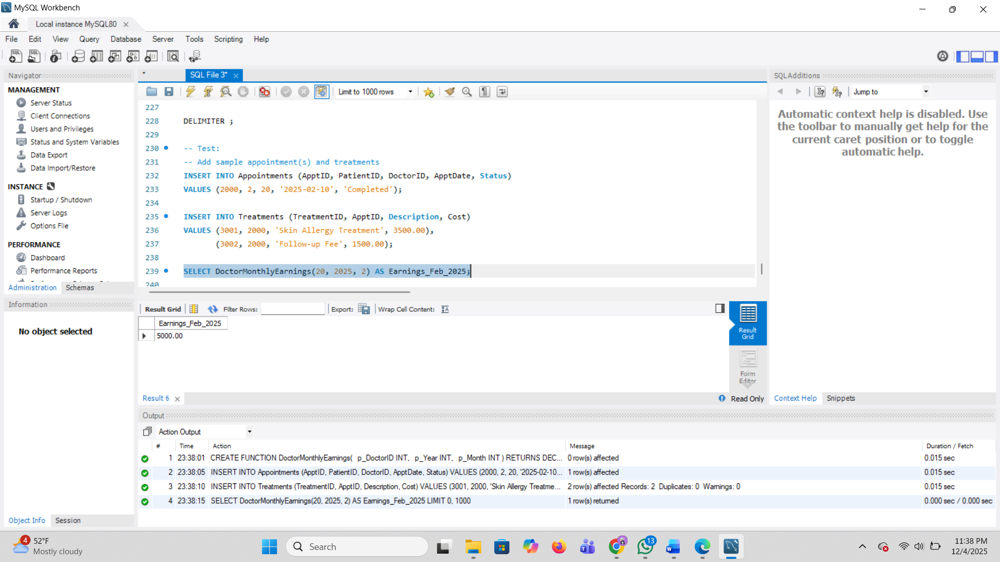 MySQL Workbench
Local instance MySQL80
File Edit View Query Database Server Tools Scripting Help
Navigator
MANAGEMENT
Server Status
Client Connections
Users and Privileges
Status and System Variables
Data Export
Data Import/Restore
INSTANCE
Startup / Shutdown
Server Logs
Options File
PERFORMANCE
Dashboard
Performance Reports
Administration Schemas
Information
No object selected
Object Info Session
SQL File 3*
Limit to 1000 rows
227
228 DELIMITER ;
229
230 -- Test:
231 -- Add sample appointment(s) and treatments
232 INSERT INTO Appointments (ApptID, PatientID, DoctorID, ApptDate, Status)
233 VALUES (2000, 2, 20, '2025-02-10', 'Completed');
234
235 INSERT INTO Treatments (TreatmentID, ApptID, Description, Cost)
236 VALUES (3001, 2000, 'Skin Allergy Treatment', 3500.00),
237 (3002, 2000, 'Follow-up Fee', 1500.00);
238
239 SELECT DoctorMonthlyEarnings(20, 2025, 2) AS Earnings_Feb_2025;
240
Result Grid Filter Rows: Export: Wrap Cell Content:
Earnings_Feb_2025
5000.00
Result Grid
Form Editor
Result 6
Read Only
SQLAdditions
Jump to
Automatic context help is disabled. Use
the toolbar to manually get help for the
current caret position or to toggle
automatic help.
Context Help Snippets
Output
Action Output
# Time Action Message Duration / Fetch
1 23:38:01 CREATE FUNCTION DoctorMonthlyEarnings( p_DoctorID INT, p_Year INT, p_Month INT ) RETURNS DEC... 0 row(s) affected 0.015 sec
2 23:38:05 INSERT INTO Appointments (ApptID, PatientID, DoctorID, ApptDate, Status) VALUES (2000, 2, 20, '2025-02-10... 1 row(s) affected 0.015 sec
3 23:38:10 INSERT INTO Treatments (TreatmentID, ApptID, Description, Cost) VALUES (3001, 2000, 'Skin Allergy Treatme... 2 row(s) affected Records: 2 Duplicates: 0 Warnings: 0 0.015 sec
4 23:38:15 SELECT DoctorMonthlyEarnings(20, 2025, 2) AS Earnings_Feb_2025 LIMIT 0, 1000 1 row(s) returned 0.000 sec / 0.000 sec
4
52°F
Mostly cloudy
Search
13
11:38 PM
12/4/2025